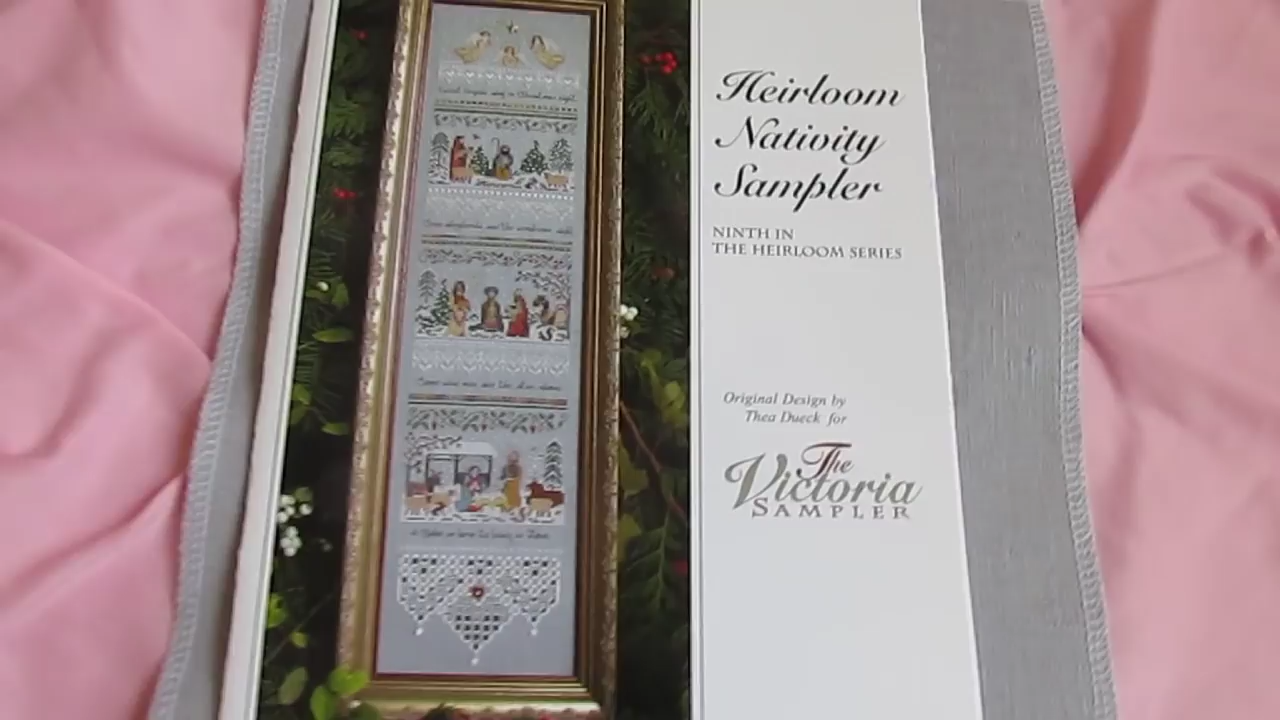 Heirloom
Nativity
Sampler
NINTH IN
THE HEIRLOOM SERIES
Original Design by
Thea Dueck for
The
Victoria
SAMPLER